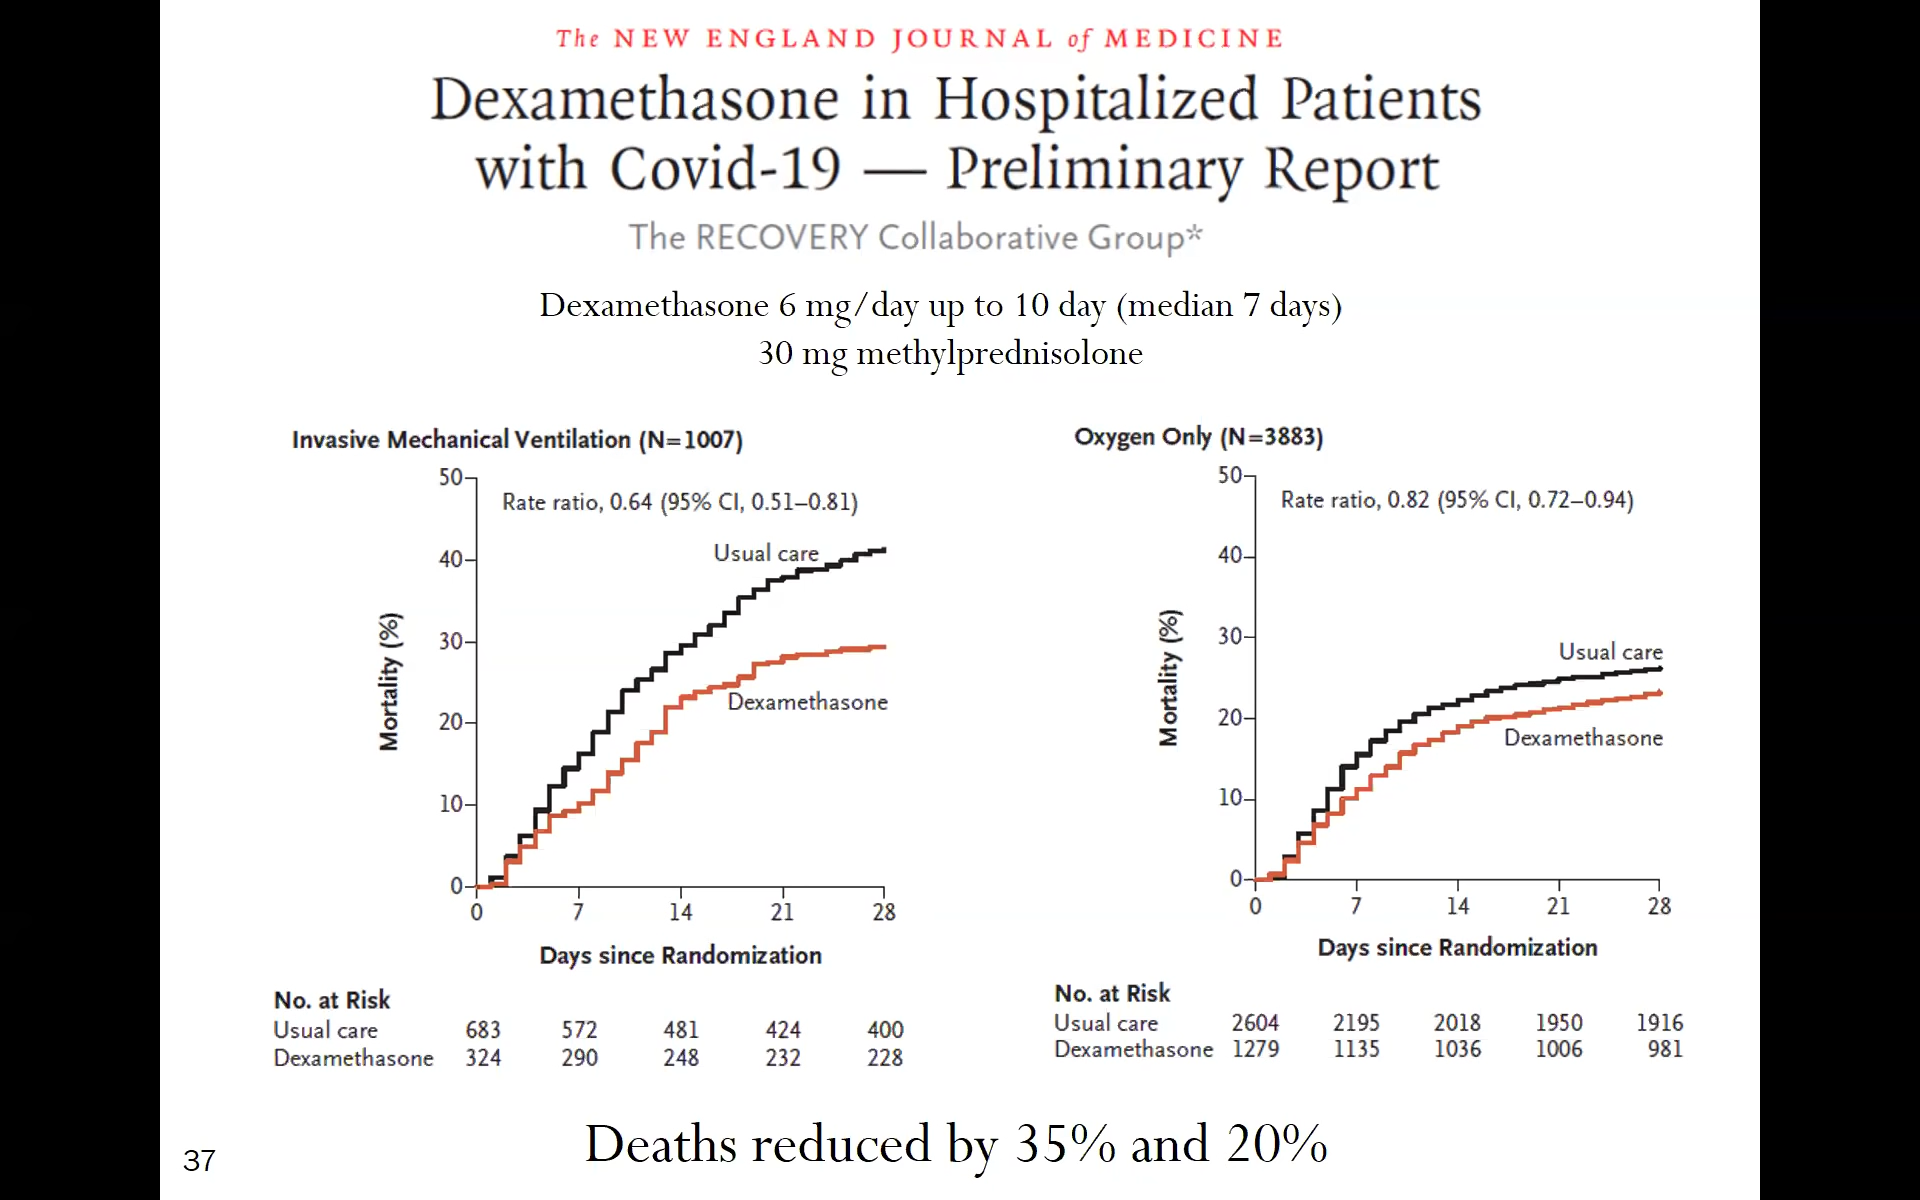 The NEW ENGLAND JOURNAL of MEDICINE
Dexamethasone in Hospitalized Patients
with Covid-19 — Preliminary Report
The RECOVERY Collaborative Group*
Dexamethasone 6 mg/day up to 10 day (median 7 days)
30 mg methylprednisolone
Invasive Mechanical Ventilation (N=1007)
50
40
30
20
10
0
Mortality (%)
Rate ratio, 0.64 (95% CI, 0.51–0.81)
Usual care
Dexamethasone
0 7 14 21 28
Days since Randomization
No. at Risk
Usual care 683 572 481 424 400
Dexamethasone 324 290 248 232 228
Oxygen Only (N=3883)
50
40
30
20
10
0
Mortality (%)
Rate ratio, 0.82 (95% CI, 0.72–0.94)
Usual care
Dexamethasone
0 7 14 21 28
Days since Randomization
No. at Risk
Usual care 2604 2195 2018 1950 1916
Dexamethasone 1279 1135 1036 1006 981
Deaths reduced by 35% and 20%
37